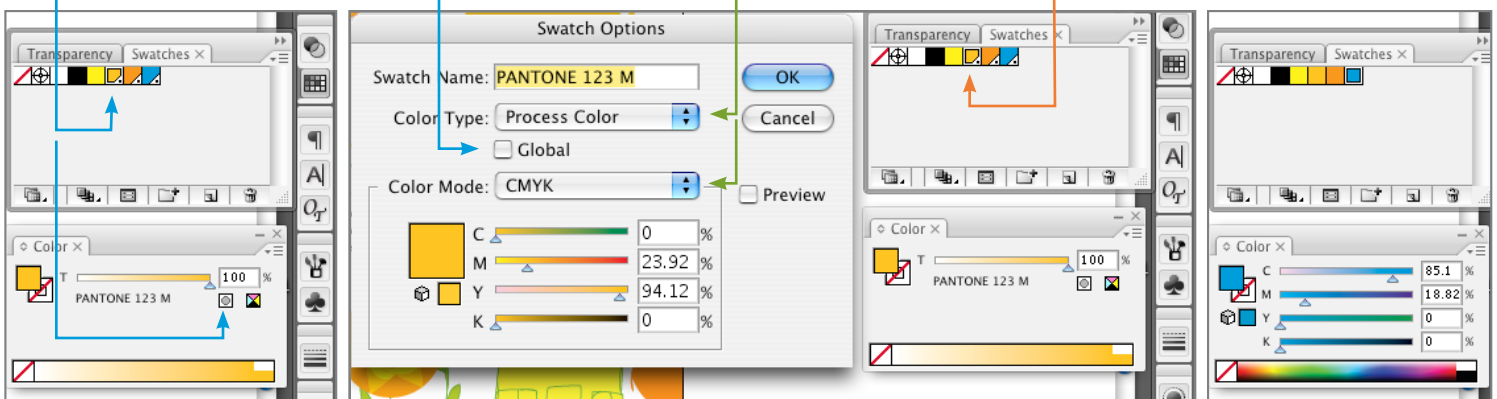 Transparency Swatches ×
Color ×
T 100 %
PANTONE 123 M
Swatch Options
Swatch Name: PANTONE 123 M
OK
Color Type: Process Color
Cancel
Global
Color Mode: CMYK
Preview
C 0 %
M 23.92 %
Y 94.12 %
K 0 %
Transparency Swatches ×
Color ×
T 100 %
PANTONE 123 M
Transparency Swatches ×
Color ×
C 85.1 %
M 18.82 %
Y 0 %
K 0 %